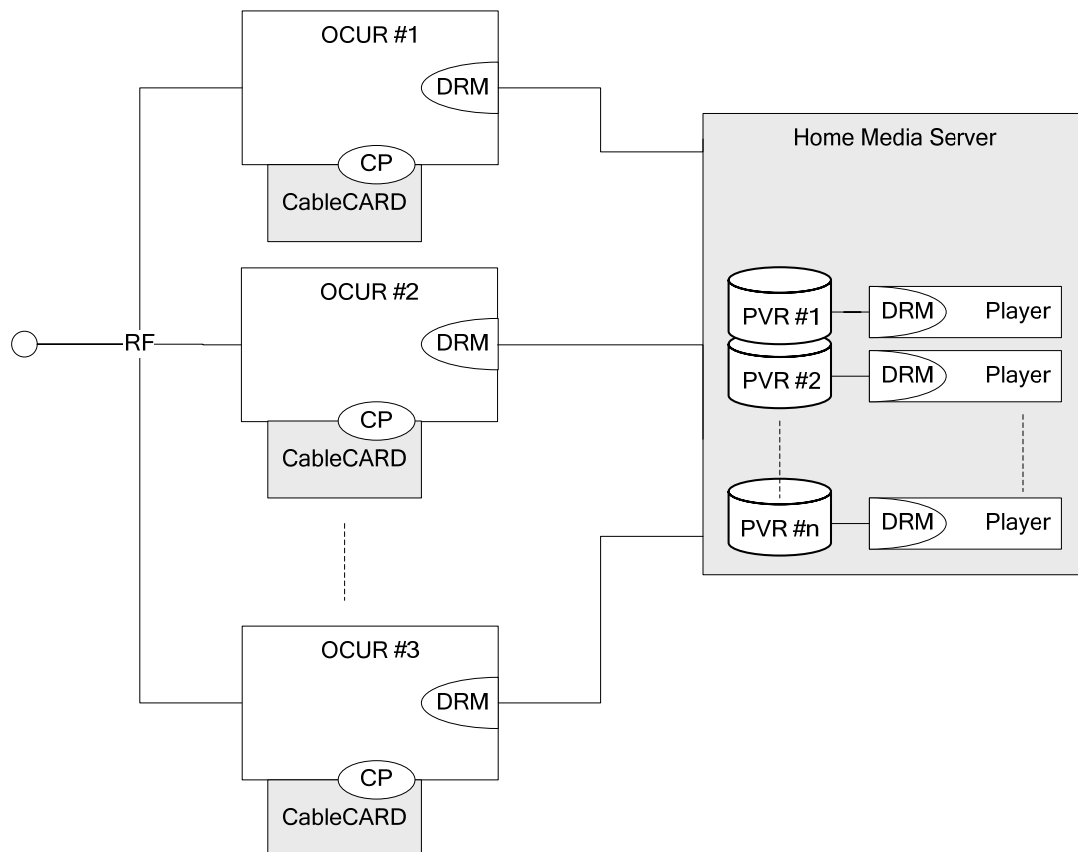 OCUR #1
DRM
CP
CableCARD
Home Media Server
OCUR #2
DRM
CP
CableCARD
RF
PVR #1
DRM
Player
PVR #2
DRM
Player
PVR #n
DRM
Player
OCUR #3
DRM
CP
CableCARD